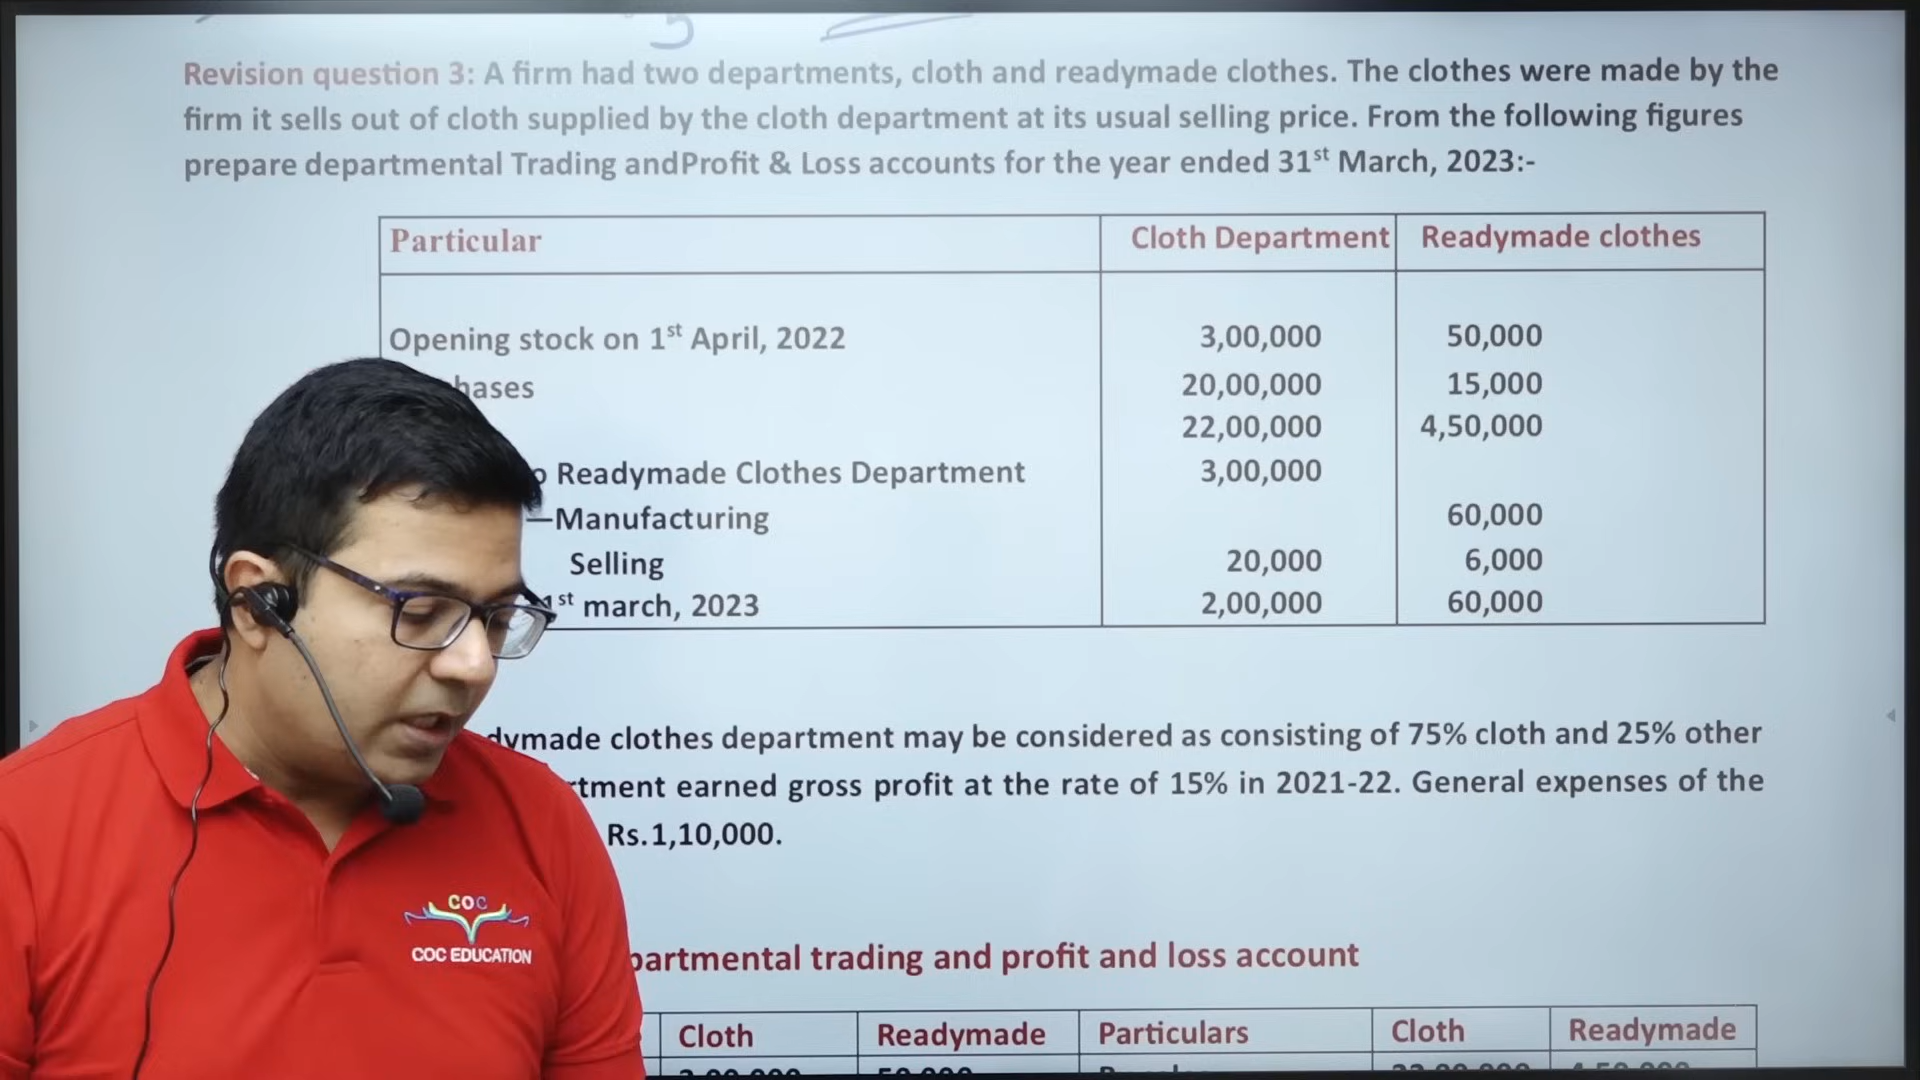 Revision question 3: A firm had two departments, cloth and readymade clothes. The clothes were made by the
firm it sells out of cloth supplied by the cloth department at its usual selling price. From the following figures
prepare departmental Trading andProfit & Loss accounts for the year ended 31st March, 2023:-
Particular Cloth Department Readymade clothes
Opening stock on 1st April, 2022 3,00,000 50,000
hases 20,00,000 15,000
22,00,000 4,50,000
o Readymade Clothes Department 3,00,000
—Manufacturing 60,000
Selling 20,000 6,000
1st march, 2023 2,00,000 60,000
dymade clothes department may be considered as consisting of 75% cloth and 25% other
rtment earned gross profit at the rate of 15% in 2021-22. General expenses of the
Rs.1,10,000.
partmental trading and profit and loss account
Cloth Readymade Particulars Cloth Readymade
COC
COC EDUCATION